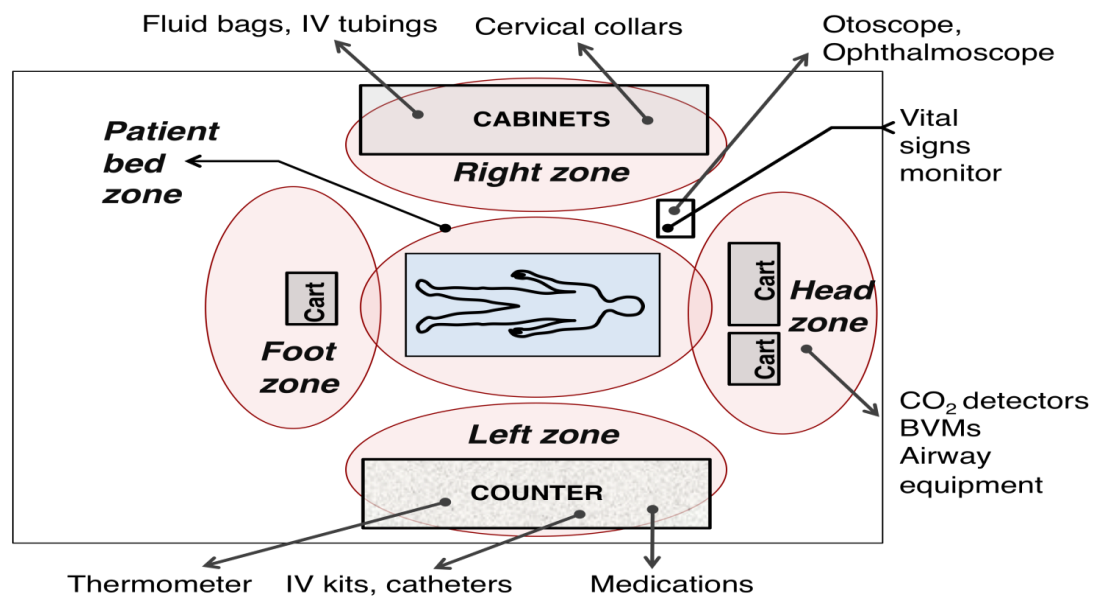 Fluid bags, IV tubings
Cervical collars
Otoscope,
Ophthalmoscope
CABINETS
Patient
bed
zone
Right zone
Vital
signs
monitor
Cart
Head
zone
Cart
Cart
Foot
zone
CO₂ detectors
BVMs
Airway
equipment
Left zone
COUNTER
Thermometer
IV kits, catheters
Medications